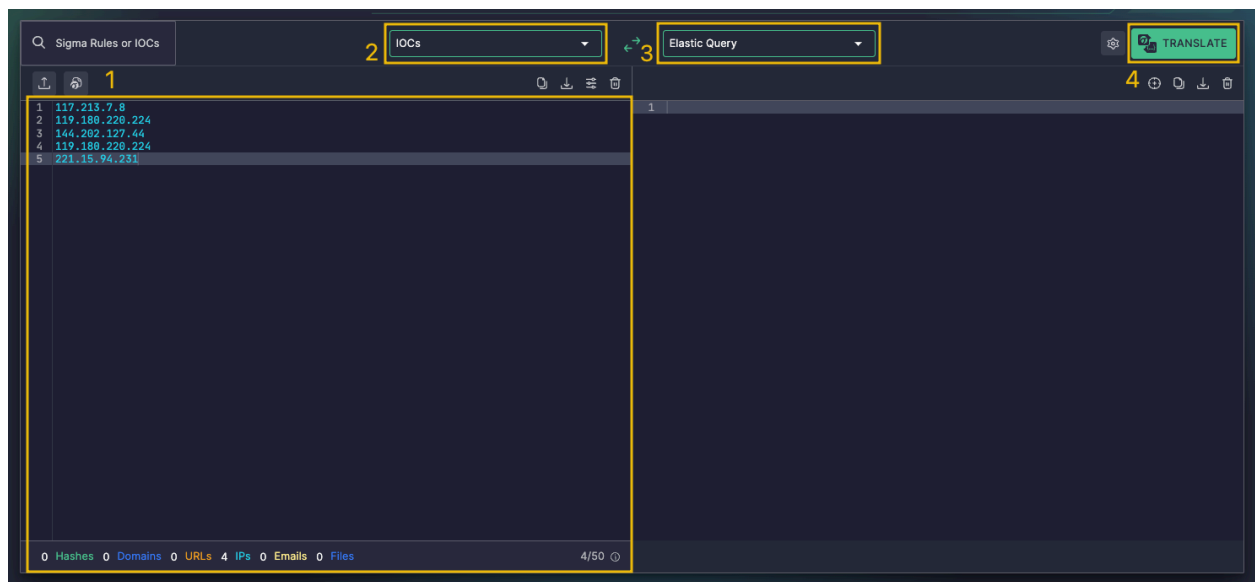 Sigma Rules or IOCs
2
IOCs
3
Elastic Query
TRANSLATE
1
4
1 117.213.7.8
2 119.180.220.224
3 144.202.127.44
4 119.180.220.224
5 221.15.94.231
1
0 Hashes 0 Domains 0 URLs 4 IPs 0 Emails 0 Files
4/50